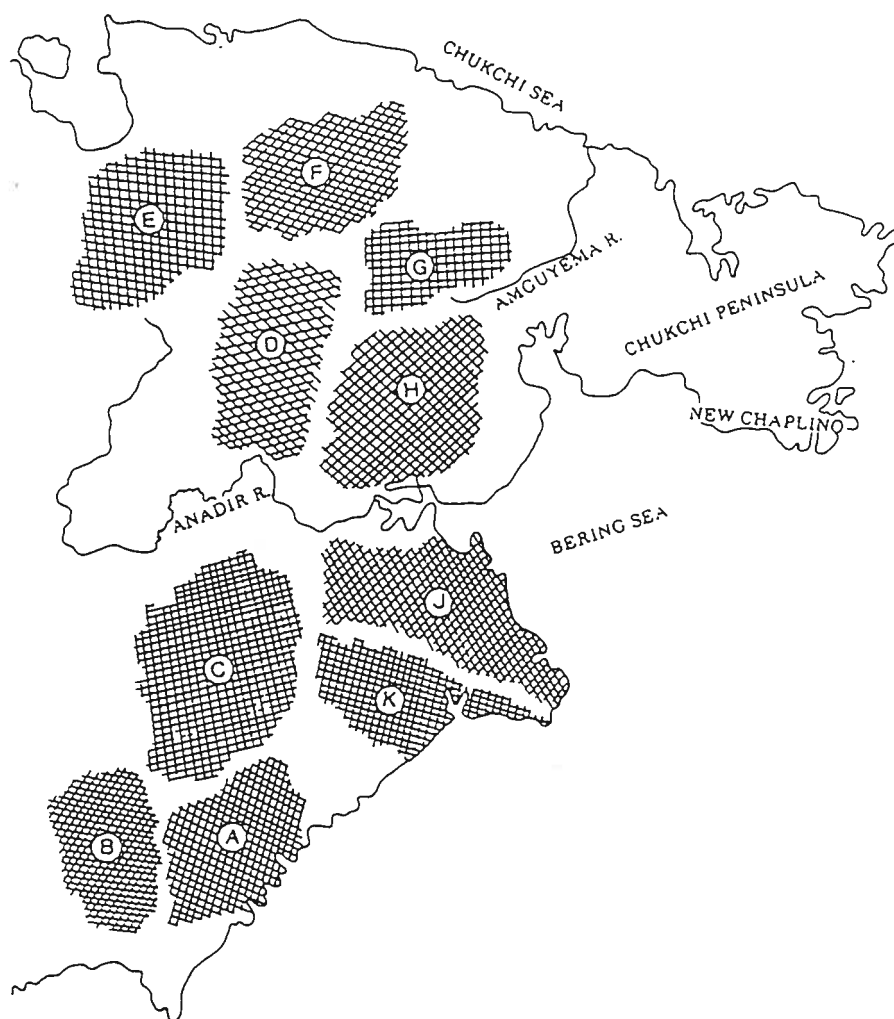 CHUKCHI SEA
F
E
G
AMGUYEMA R.
CHUKCHI PENINSULA
D
H
NEW CHAPLINO
ANADIR R.
BERING SEA
J
C
K
A
B